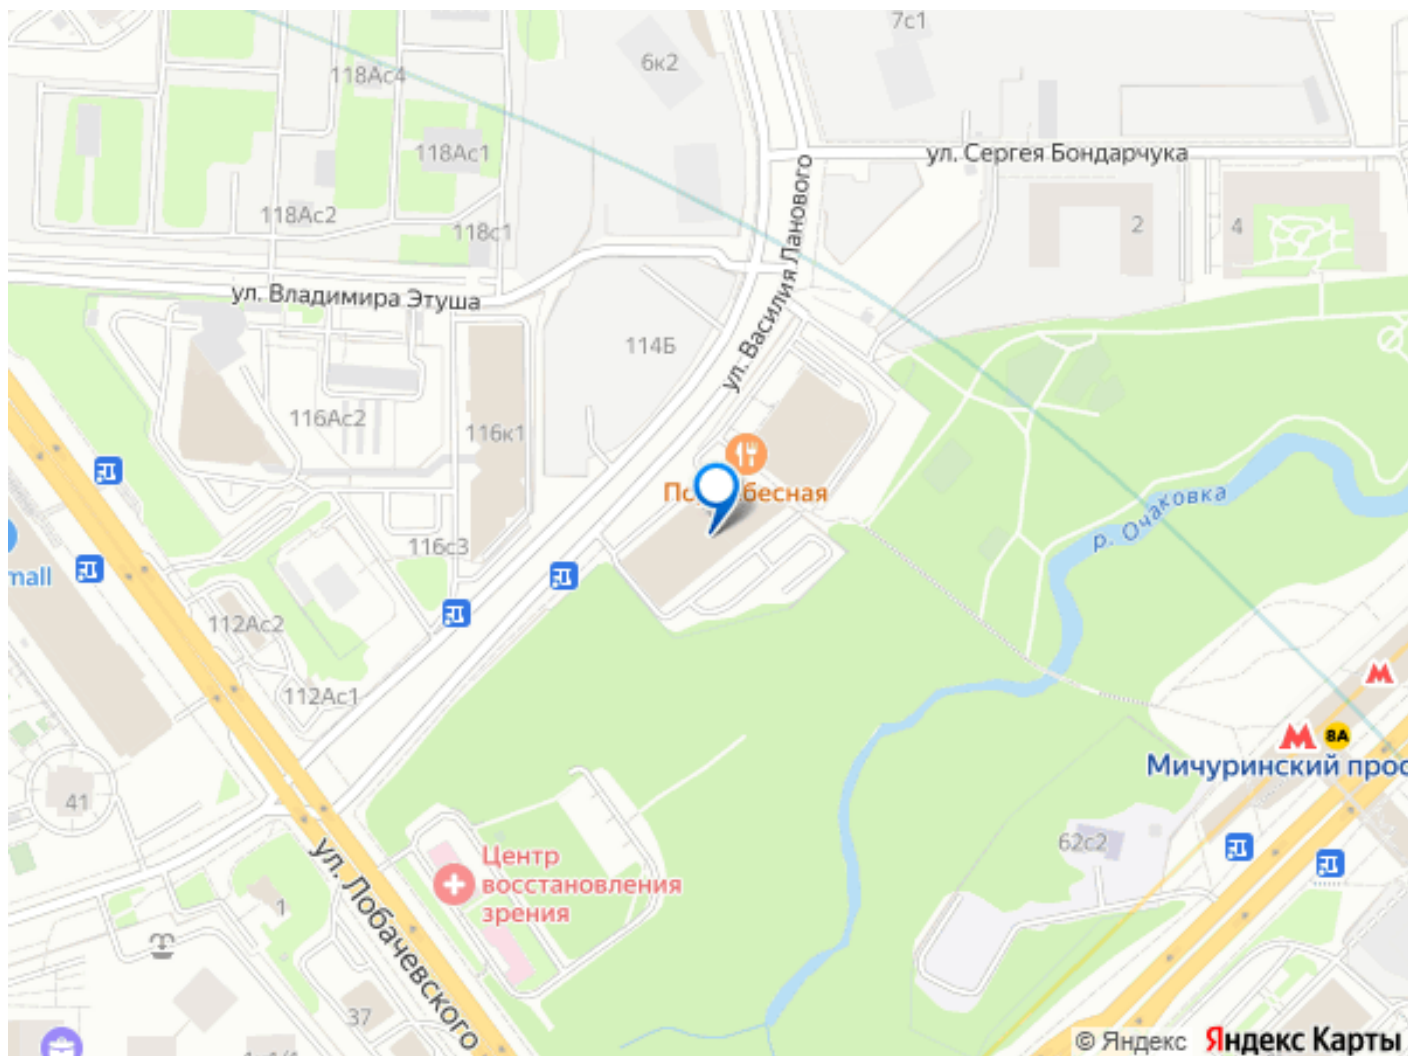 7с1
6к2
118Ас4
118Ас1
ул. Сергея Бондарчука
118Ас2
118с1
2
4
ул. Василия Ланового
ул. Владимира Этуша
114Б
116Ас2
116к1
бесная
р. Очаковка
116с3
mall
112Ас2
112Ас1
М
М 8А
Мичуринский прос
41
62с2
ул. Лобачевского
Центр
восстановления
зрения
1
37
© Яндекс Яндекс Карты